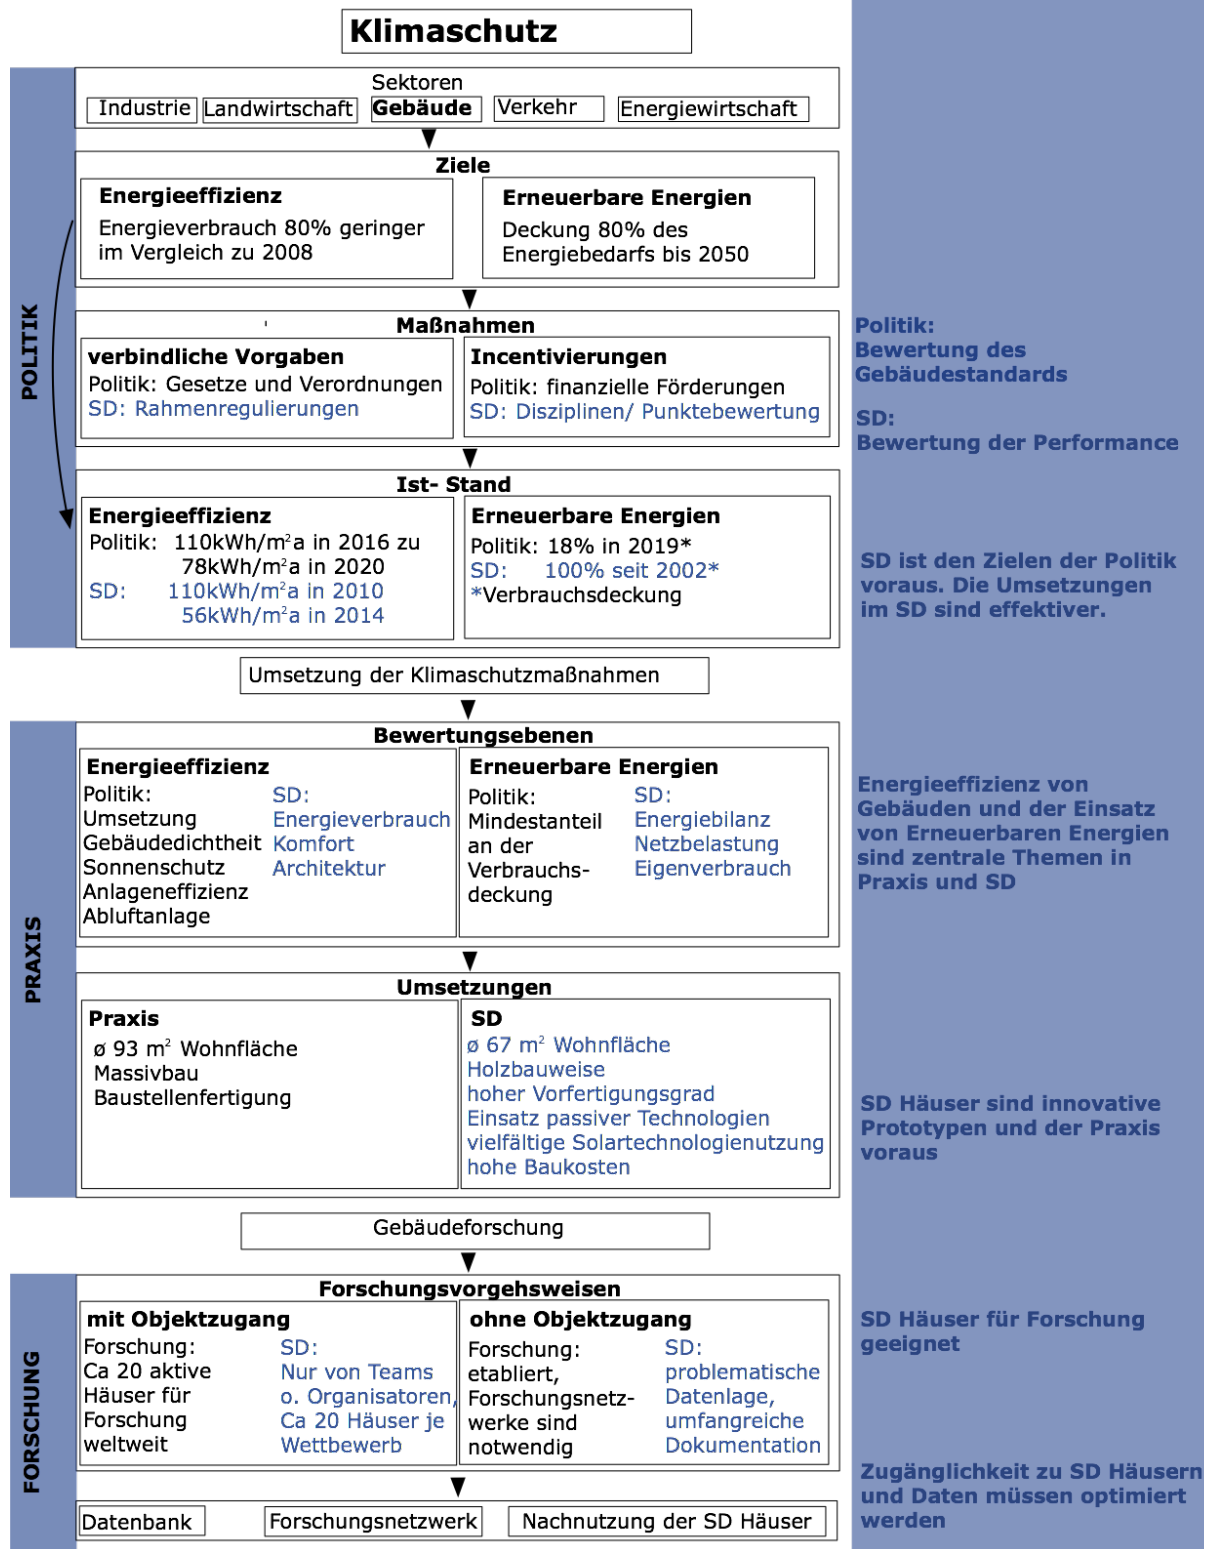 Klimaschutz
Sektoren
Industrie
Landwirtschaft
Gebäude
Verkehr
Energiewirtschaft
POLITIK
Ziele
Energieeffizienz
Energieverbrauch 80% geringer
im Vergleich zu 2008
Erneuerbare Energien
Deckung 80% des
Energiebedarfs bis 2050
Maßnahmen
verbindliche Vorgaben
Politik: Gesetze und Verordnungen
SD: Rahmenregulierungen
Incentivierungen
Politik: finanzielle Förderungen
SD: Disziplinen/ Punktebewertung
Politik:
Bewertung des
Gebäudestandards
SD:
Bewertung der Performance
Ist- Stand
Energieeffizienz
Politik: 110kWh/m²a in 2016 zu
78kWh/m²a in 2020
SD: 110kWh/m²a in 2010
56kWh/m²a in 2014
Erneuerbare Energien
Politik: 18% in 2019*
SD: 100% seit 2002*
*Verbrauchsdeckung
SD ist den Zielen der Politik
voraus. Die Umsetzungen
im SD sind effektiver.
Umsetzung der Klimaschutzmaßnahmen
PRAXIS
Bewertungsebenen
Energieeffizienz
Politik:
Umsetzung
Gebäudedichtheit
Sonnenschutz
Anlageneffizienz
Abluftanlage
SD:
Energieverbrauch
Komfort
Architektur
Erneuerbare Energien
Politik:
Mindestanteil
an der
Verbrauchs-
deckung
SD:
Energiebilanz
Netzbelastung
Eigenverbrauch
Energieeffizienz von
Gebäuden und der Einsatz
von Erneuerbaren Energien
sind zentrale Themen in
Praxis und SD
Umsetzungen
Praxis
ø 93 m² Wohnfläche
Massivbau
Baustellenfertigung
SD
ø 67 m² Wohnfläche
Holzbauweise
hoher Vorfertigungsgrad
Einsatz passiver Technologien
vielfältige Solartechnologienutzung
hohe Baukosten
SD Häuser sind innovative
Prototypen und der Praxis
voraus
Gebäudeforschung
FORSCHUNG
Forschungsvorgehsweisen
mit Objektzugang
Forschung:
Ca 20 aktive
Häuser für
Forschung
weltweit
SD:
Nur von Teams
o. Organisatoren,
Ca 20 Häuser je
Wettbewerb
ohne Objektzugang
Forschung:
etabliert,
Forschungsnetz-
werke sind
notwendig
SD:
problematische
Datenlage,
umfangreiche
Dokumentation
SD Häuser für Forschung
geeignet
Zugänglichkeit zu SD Häusern
und Daten müssen optimiert
werden
Datenbank
Forschungsnetzwerk
Nachnutzung der SD Häuser